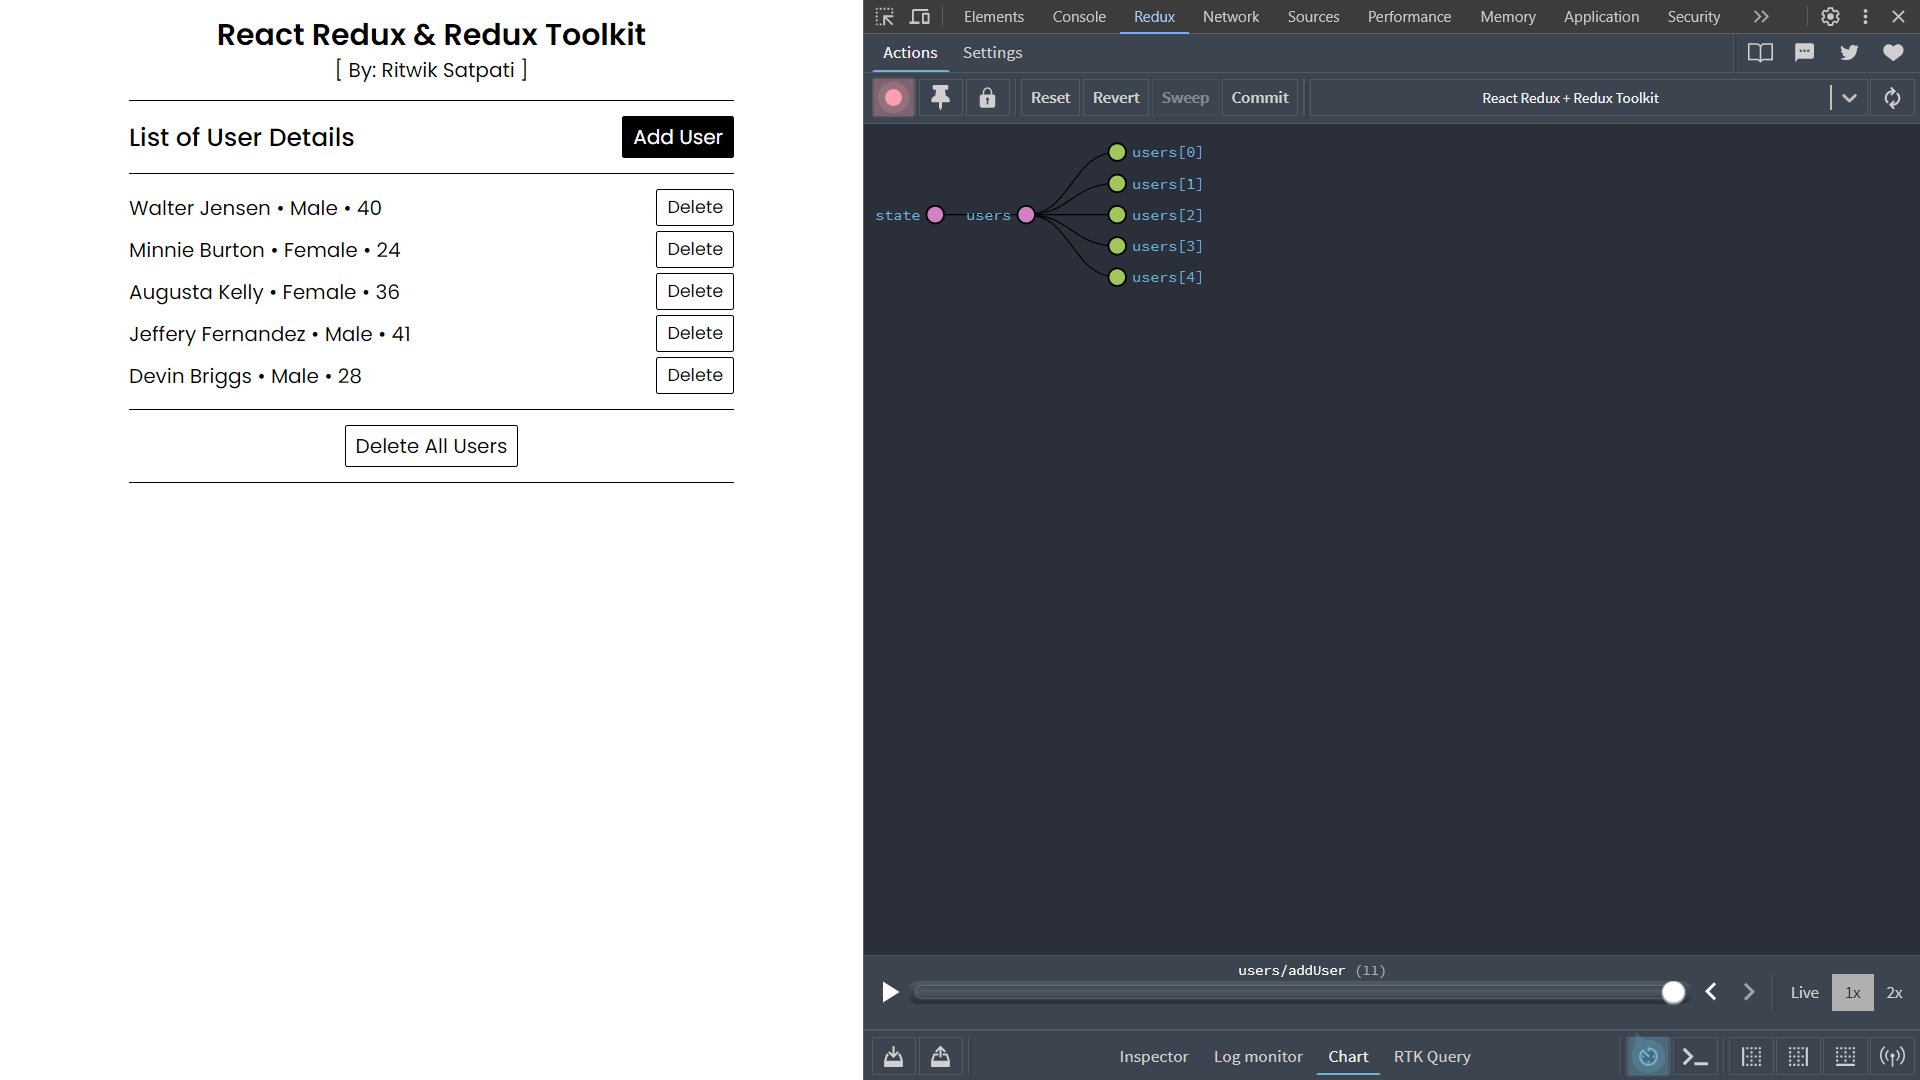 React Redux & Redux Toolkit
[ By: Ritwik Satpati ]
List of User Details
Add User
Walter Jensen • Male • 40
Delete
Minnie Burton • Female • 24
Delete
Augusta Kelly • Female • 36
Delete
Jeffery Fernandez • Male • 41
Delete
Devin Briggs • Male • 28
Delete
Delete All Users
Elements Console Redux Network Sources Performance Memory Application Security
Actions Settings
Reset Revert Sweep Commit React Redux + Redux Toolkit
users[0]
users[1]
state users users[2]
users[3]
users[4]
users/addUser (11)
Live 1x 2x
Inspector Log monitor Chart RTK Query